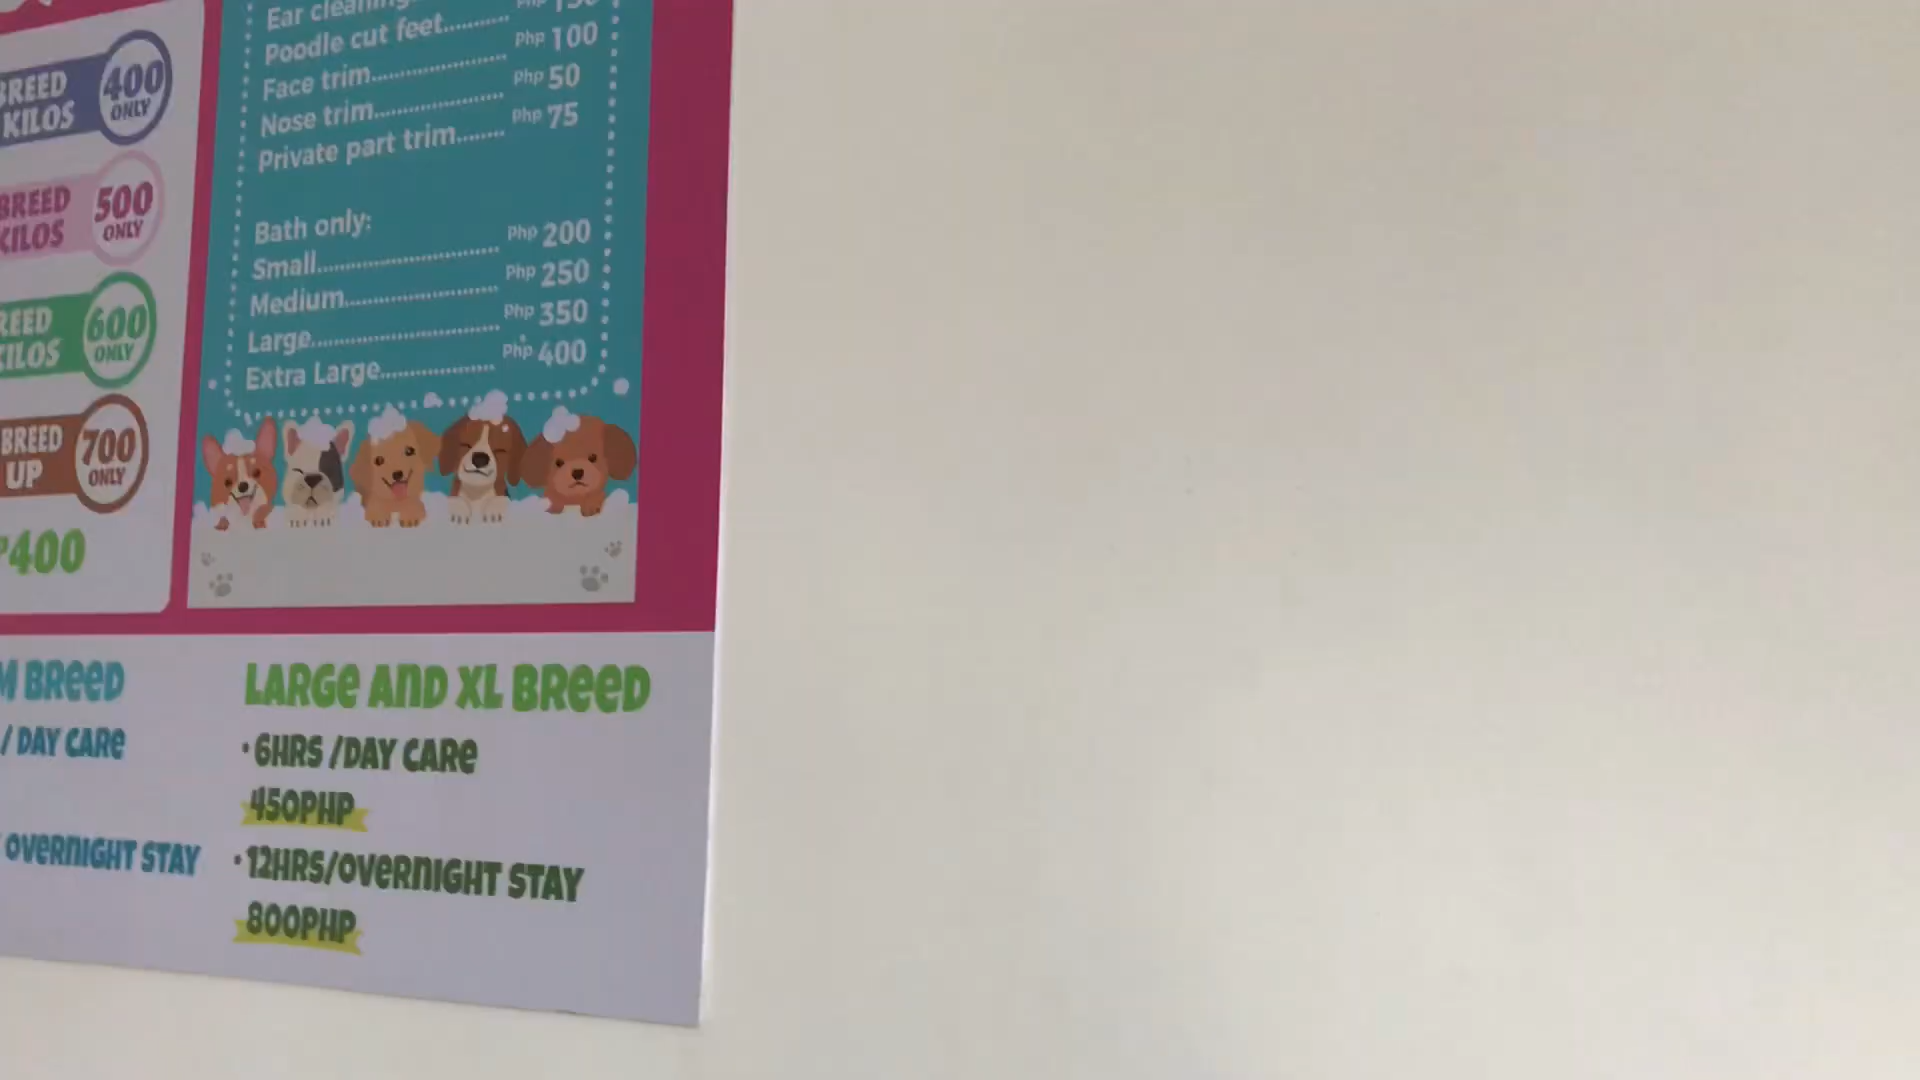 BREED
KILOS
400
ONLY
BREED
KILOS
500
ONLY
REED
KILOS
600
ONLY
BREED
UP
700
ONLY
P400
Ear cleaning
Poodle cut feet.......... Php
Face trim.......... Php 100
Nose trim.......... Php 50
Private part trim........ Php 75
Bath only:
Small.......... Php 200
Medium.......... Php 250
Large.......... Php 350
Extra Large.......... Php 400
M BREED
/ DAY CARE
OVERNIGHT STAY
LARGE AND XL BREED
• 6HRS /DAY CARE
450PHP
• 12HRS/OVERNIGHT STAY
800PHP